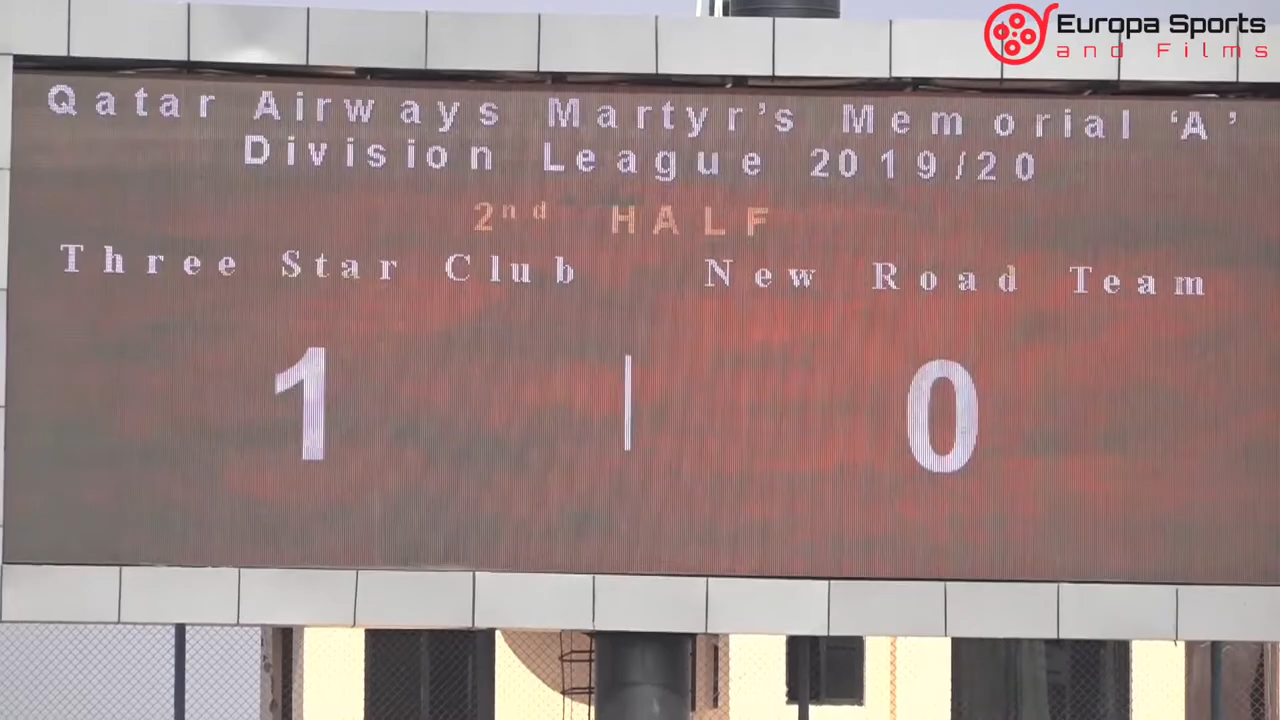 Europa Sports
and Films
Qatar Airways Martyr's Memorial 'A'
Division League 2019/20
2nd HALF
Three Star Club New Road Team
1 | 0